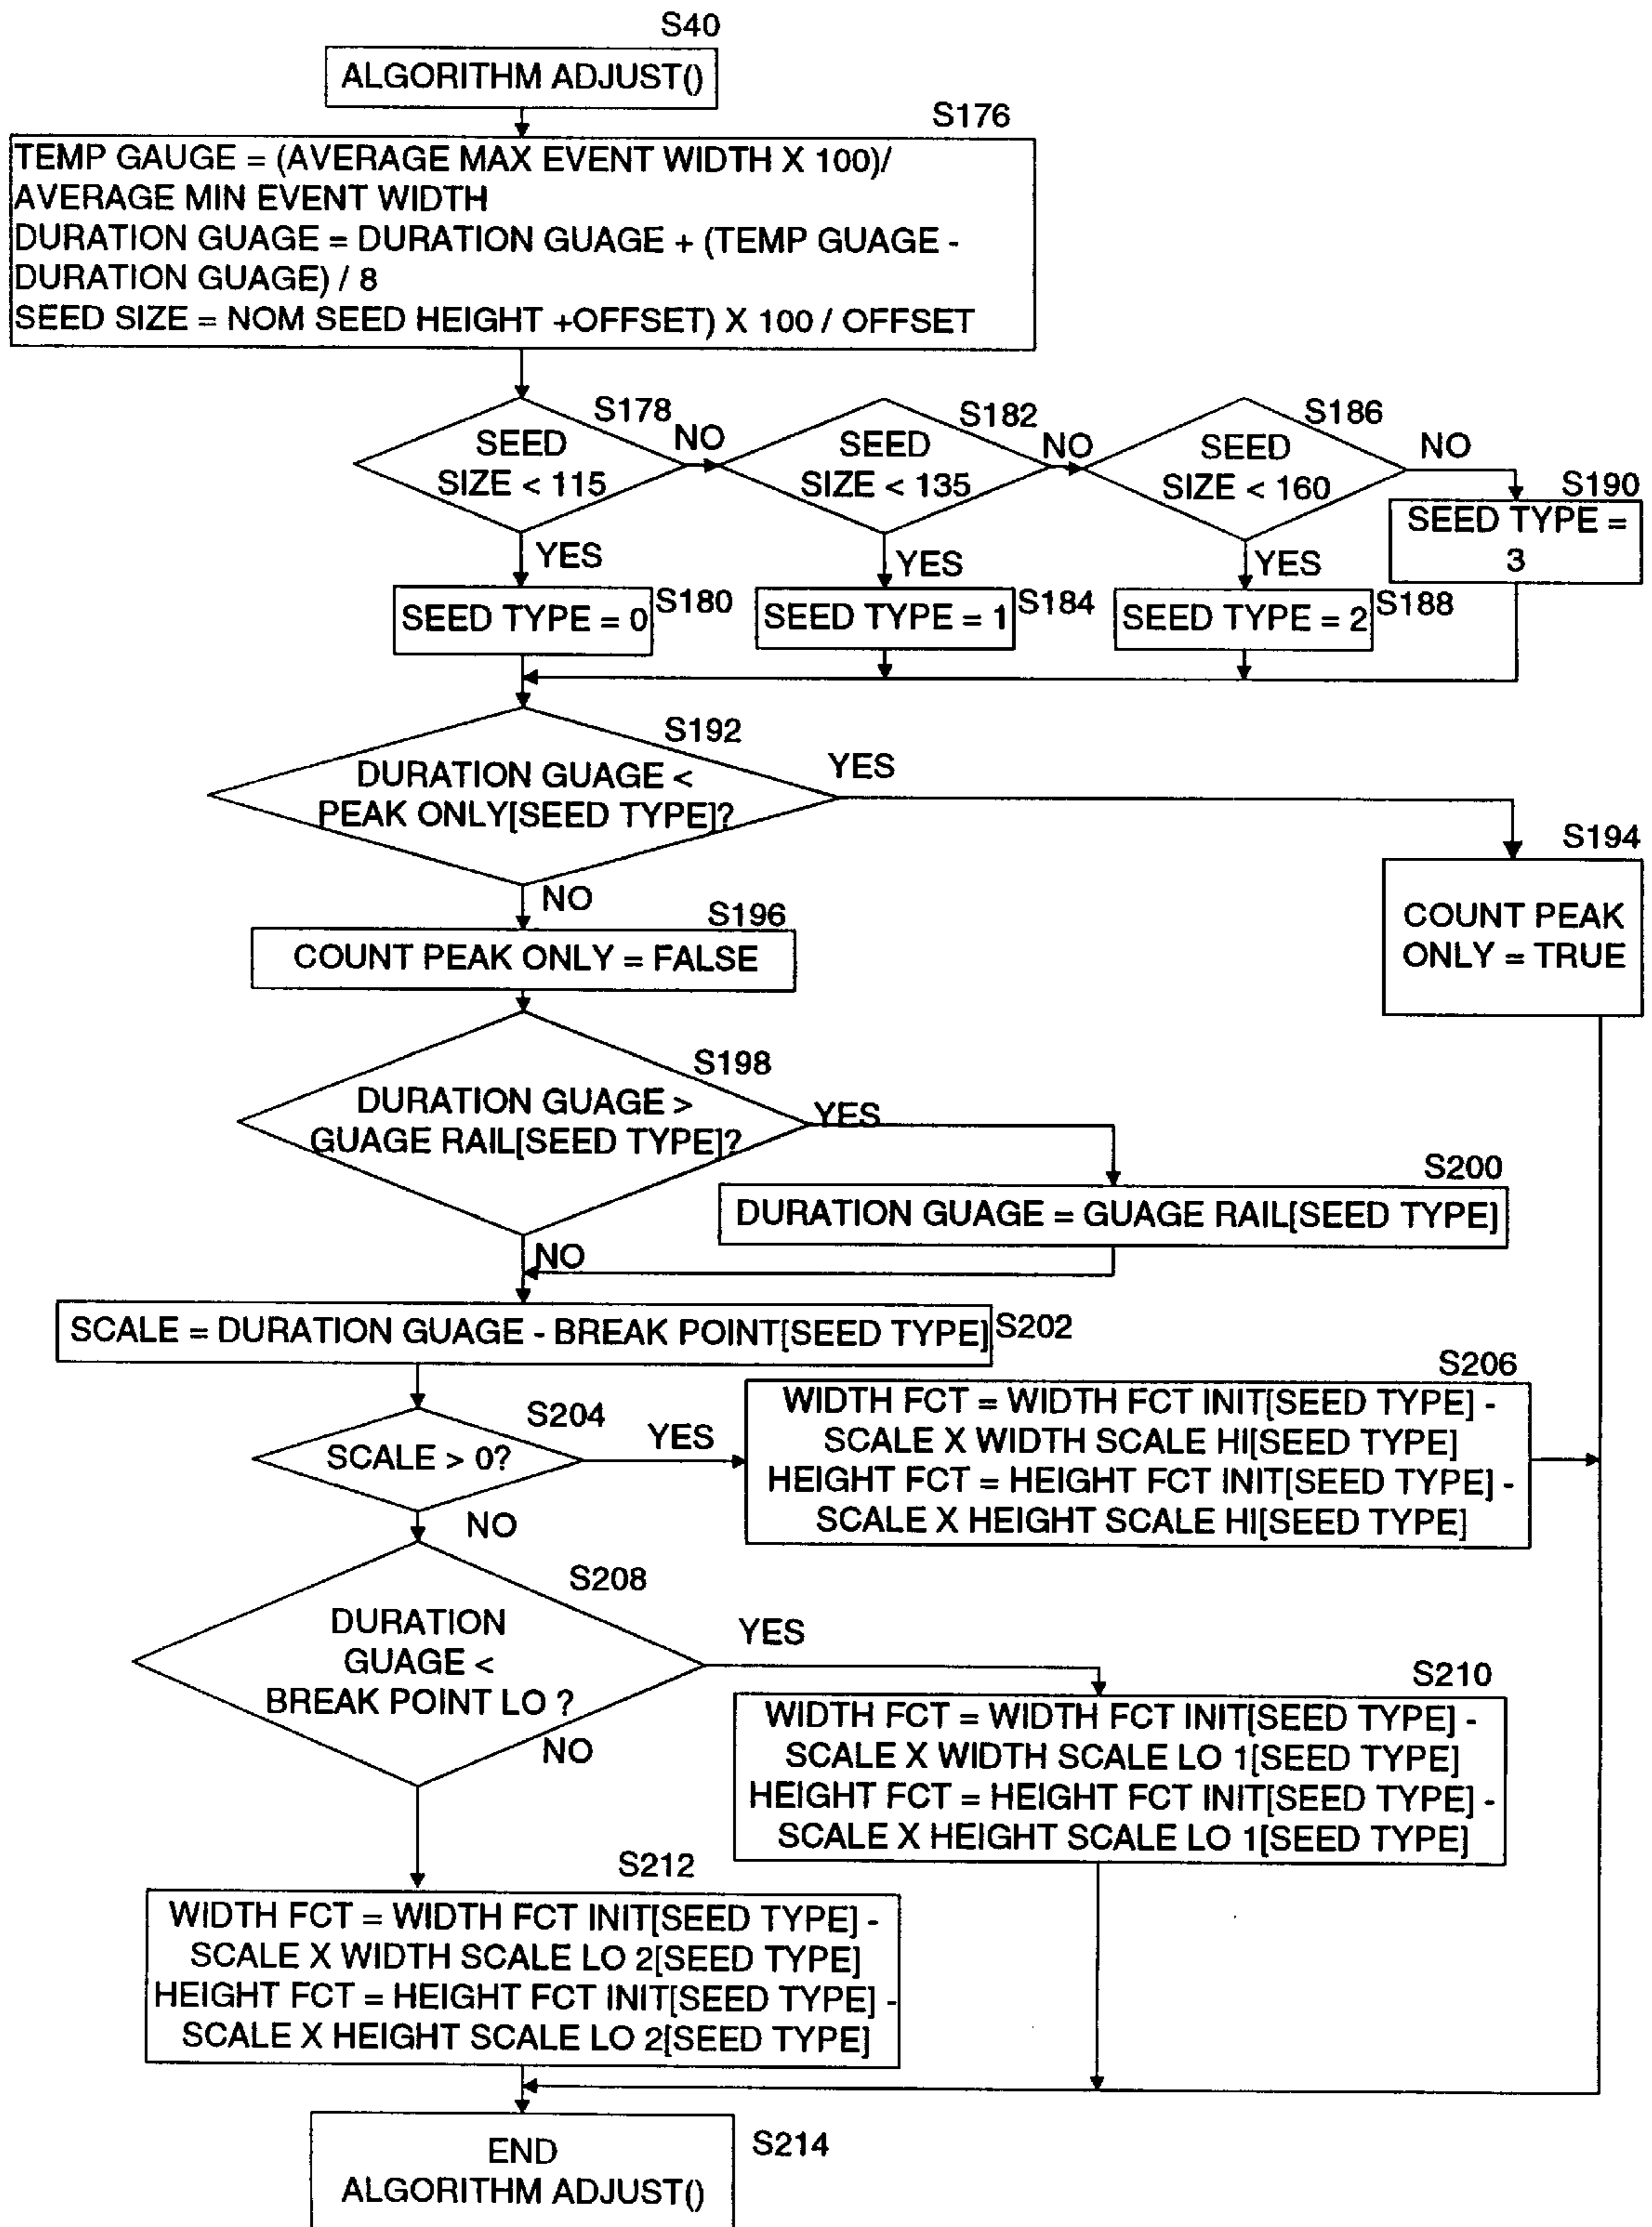 S40
ALGORITHM ADJUST()
S176
TEMP GAUGE = (AVERAGE MAX EVENT WIDTH X 100)/
AVERAGE MIN EVENT WIDTH
DURATION GUAGE = DURATION GUAGE + (TEMP GUAGE -
DURATION GUAGE) / 8
SEED SIZE = NOM SEED HEIGHT +OFFSET) X 100 / OFFSET
S178
SEED
SIZE < 115
NO
YES
S182
SEED
SIZE < 135
NO
YES
S186
SEED
SIZE < 160
NO
YES
S190
SEED TYPE =
3
SEED TYPE = 0
S180
SEED TYPE = 1
S184
SEED TYPE = 2
S188
S192
DURATION GUAGE <
PEAK ONLY[SEED TYPE]?
YES
NO
S194
COUNT PEAK
ONLY = TRUE
S196
COUNT PEAK ONLY = FALSE
S198
DURATION GUAGE >
GUAGE RAIL[SEED TYPE]?
YES
NO
S200
DURATION GUAGE = GUAGE RAIL[SEED TYPE]
SCALE = DURATION GUAGE - BREAK POINT[SEED TYPE]
S202
S204
SCALE > 0?
YES
NO
S206
WIDTH FCT = WIDTH FCT INIT[SEED TYPE] -
SCALE X WIDTH SCALE HI[SEED TYPE]
HEIGHT FCT = HEIGHT FCT INIT[SEED TYPE] -
SCALE X HEIGHT SCALE HI[SEED TYPE]
S208
DURATION
GUAGE <
BREAK POINT LO ?
YES
NO
S210
WIDTH FCT = WIDTH FCT INIT[SEED TYPE] -
SCALE X WIDTH SCALE LO 1[SEED TYPE]
HEIGHT FCT = HEIGHT FCT INIT[SEED TYPE] -
SCALE X HEIGHT SCALE LO 1[SEED TYPE]
S212
WIDTH FCT = WIDTH FCT INIT[SEED TYPE] -
SCALE X WIDTH SCALE LO 2[SEED TYPE]
HEIGHT FCT = HEIGHT FCT INIT[SEED TYPE] -
SCALE X HEIGHT SCALE LO 2[SEED TYPE]
END
ALGORITHM ADJUST()
S214